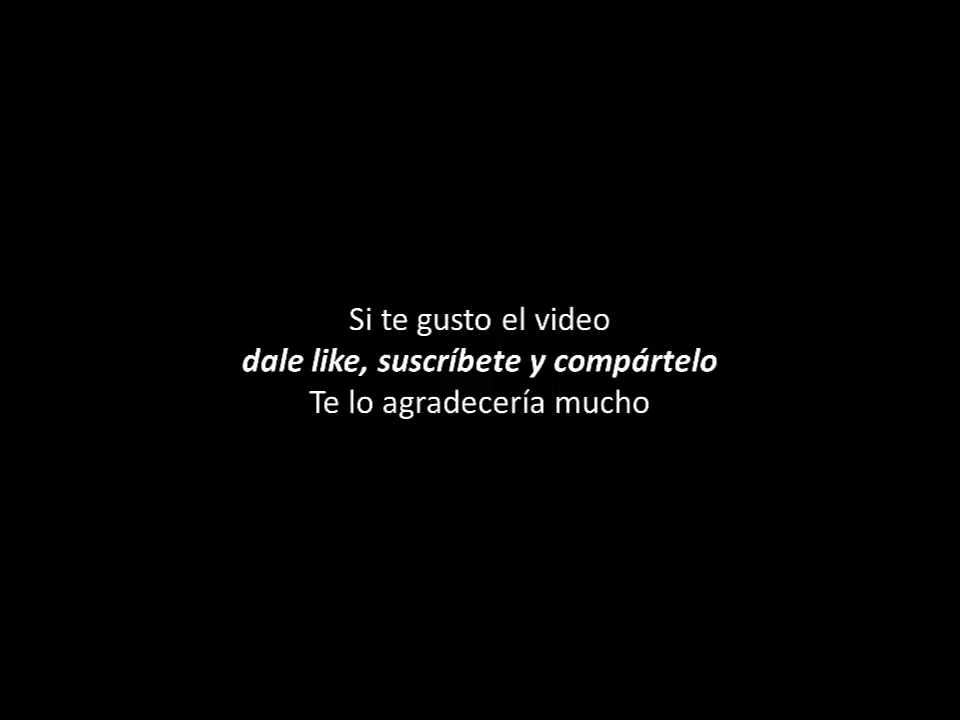 Si te gusto el video
dale like, suscríbete y compártelo
Te lo agradecería mucho